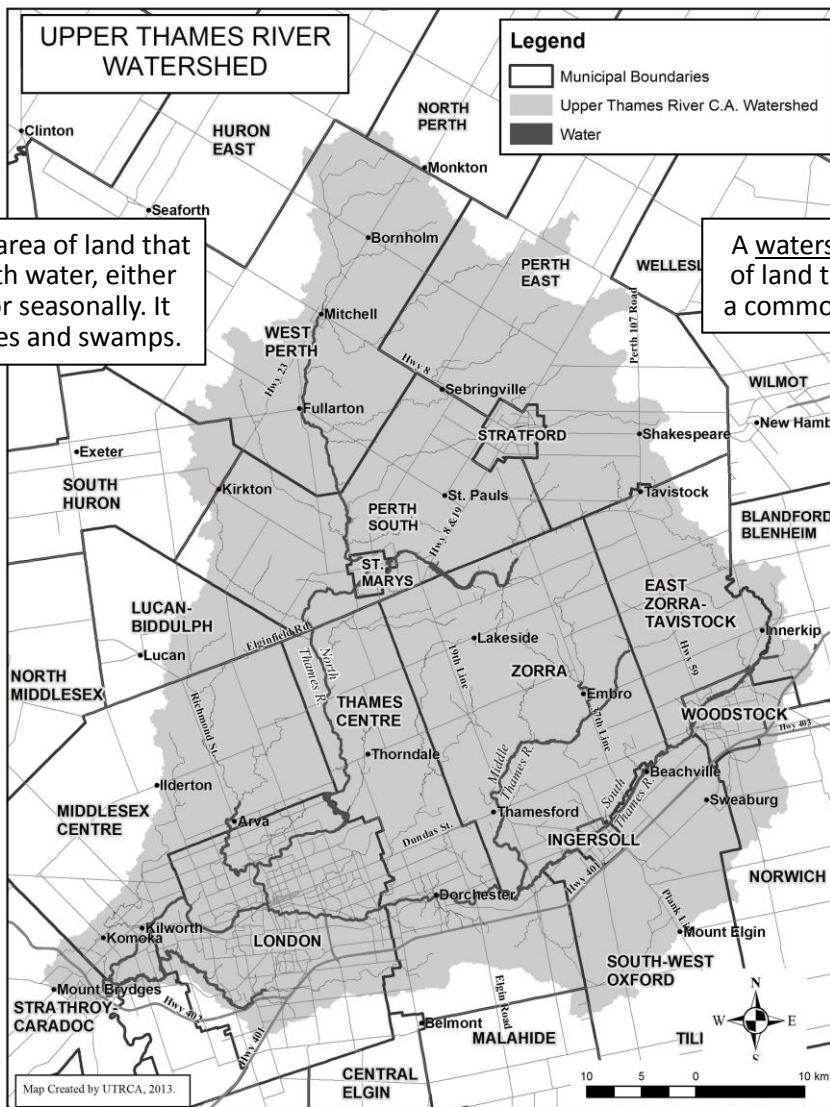 UPPER THAMES RIVER
WATERSHED
Legend
Municipal Boundaries
Upper Thames River C.A. Watershed
Water
NORTH
PERTH
Clinton
HURON
EAST
Monkton
Seaforth
area of land that
th water, either
or seasonally. It
es and swamps.
A waters
of land t
a commo
Bornholm
PERTH
EAST
WELLESL
Perth 107 Road
Mitchell
WEST
PERTH
Hwy 8
Hwy 23
Sebringville
WILMOT
Fullarton
New Hamb
STRATFORD
Shakespeare
Exeter
SOUTH
HURON
Kirkton
St. Pauls
Tavistock
PERTH
SOUTH
Hwy 8 & 19
BLANDFORD
BLENHEIM
ST.
MARYS
EAST
ZORRA-
TAVISTOCK
LUCAN-
BIDDULPH
Elginfield Rd.
Lakeside
Innerkip
Lucan
North
Thames R.
19th Line
ZORRA
Hwy 59
NORTH
MIDDLESEX
Richmond St.
THAMES
CENTRE
Embro
37th Line
WOODSTOCK
Hwy 403
Thorndale
Middle
Thames R.
Beachville
Ilderton
South
Thames R.
Sweaburg
MIDDLESEX
CENTRE
Arva
Thamesford
Dundas St.
INGERSOLL
Hwy 401
Dorchester
NORWICH
Plank Li
Kilworth
Komoka
LONDON
Mount Elgin
SOUTH-WEST
OXFORD
Mount Brydges
STRATHROY-
CARADOC
Hwy 402
Hwy 401
Elgin Road
Belmont
MALAHIDE
TILI
N
W E
S
CENTRAL
ELGIN
Map Created by UTRCA, 2013.
10 5 0 10 km